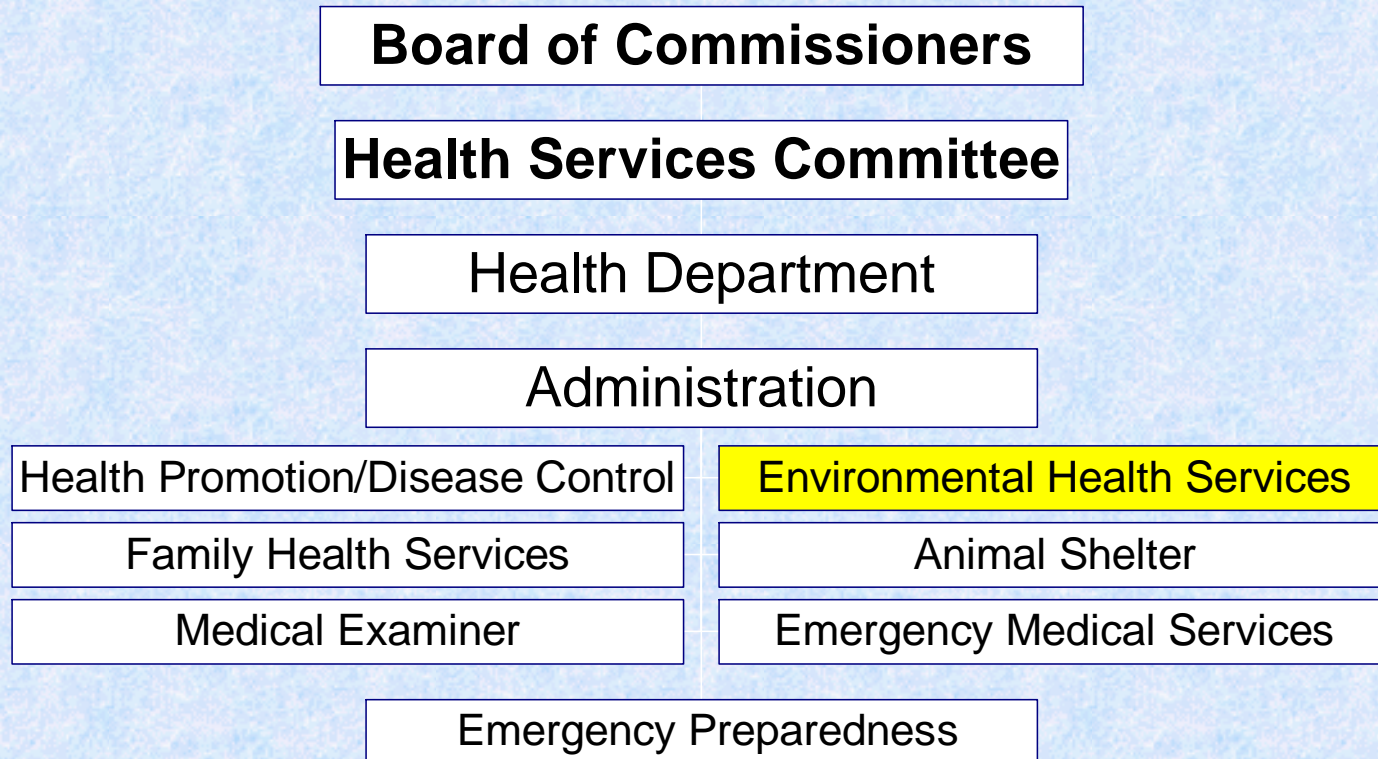 Board of Commissioners
Health Services Committee
Health Department
Administration
Health Promotion/Disease Control
Environmental Health Services
Family Health Services
Animal Shelter
Medical Examiner
Emergency Medical Services
Emergency Preparedness